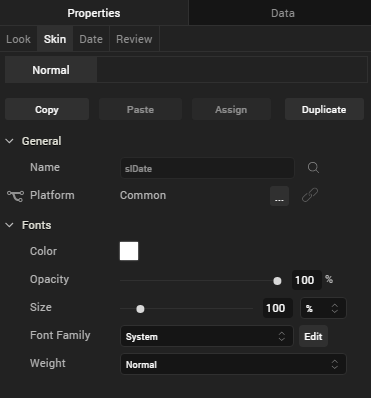 Properties Data
Look Skin Date Review
Normal
Copy Paste Assign Duplicate
General
Name slDate
Platform Common ...
Fonts
Color
Opacity 100 %
Size 100 %
Font Family System Edit
Weight Normal